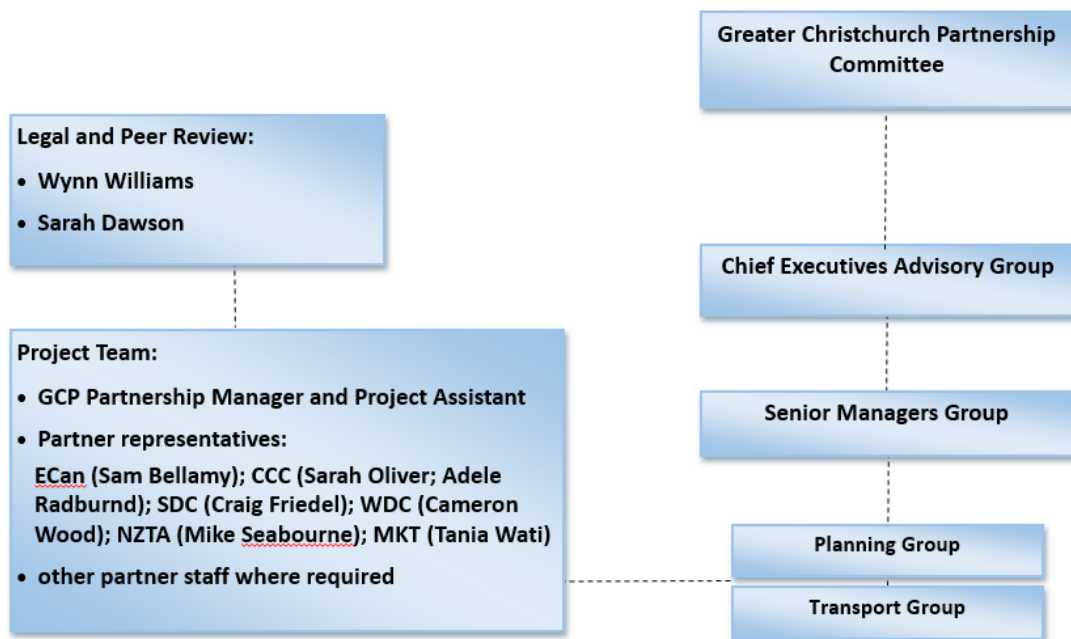 Greater Christchurch Partnership
Committee
Legal and Peer Review:
• Wynn Williams
• Sarah Dawson
Chief Executives Advisory Group
Project Team:
• GCP Partnership Manager and Project Assistant
• Partner representatives:
ECan (Sam Bellamy); CCC (Sarah Oliver; Adele
Radburnd); SDC (Craig Friedel); WDC (Cameron
Wood); NZTA (Mike Seabourne); MKT (Tania Wati)
• other partner staff where required
Senior Managers Group
Planning Group
Transport Group